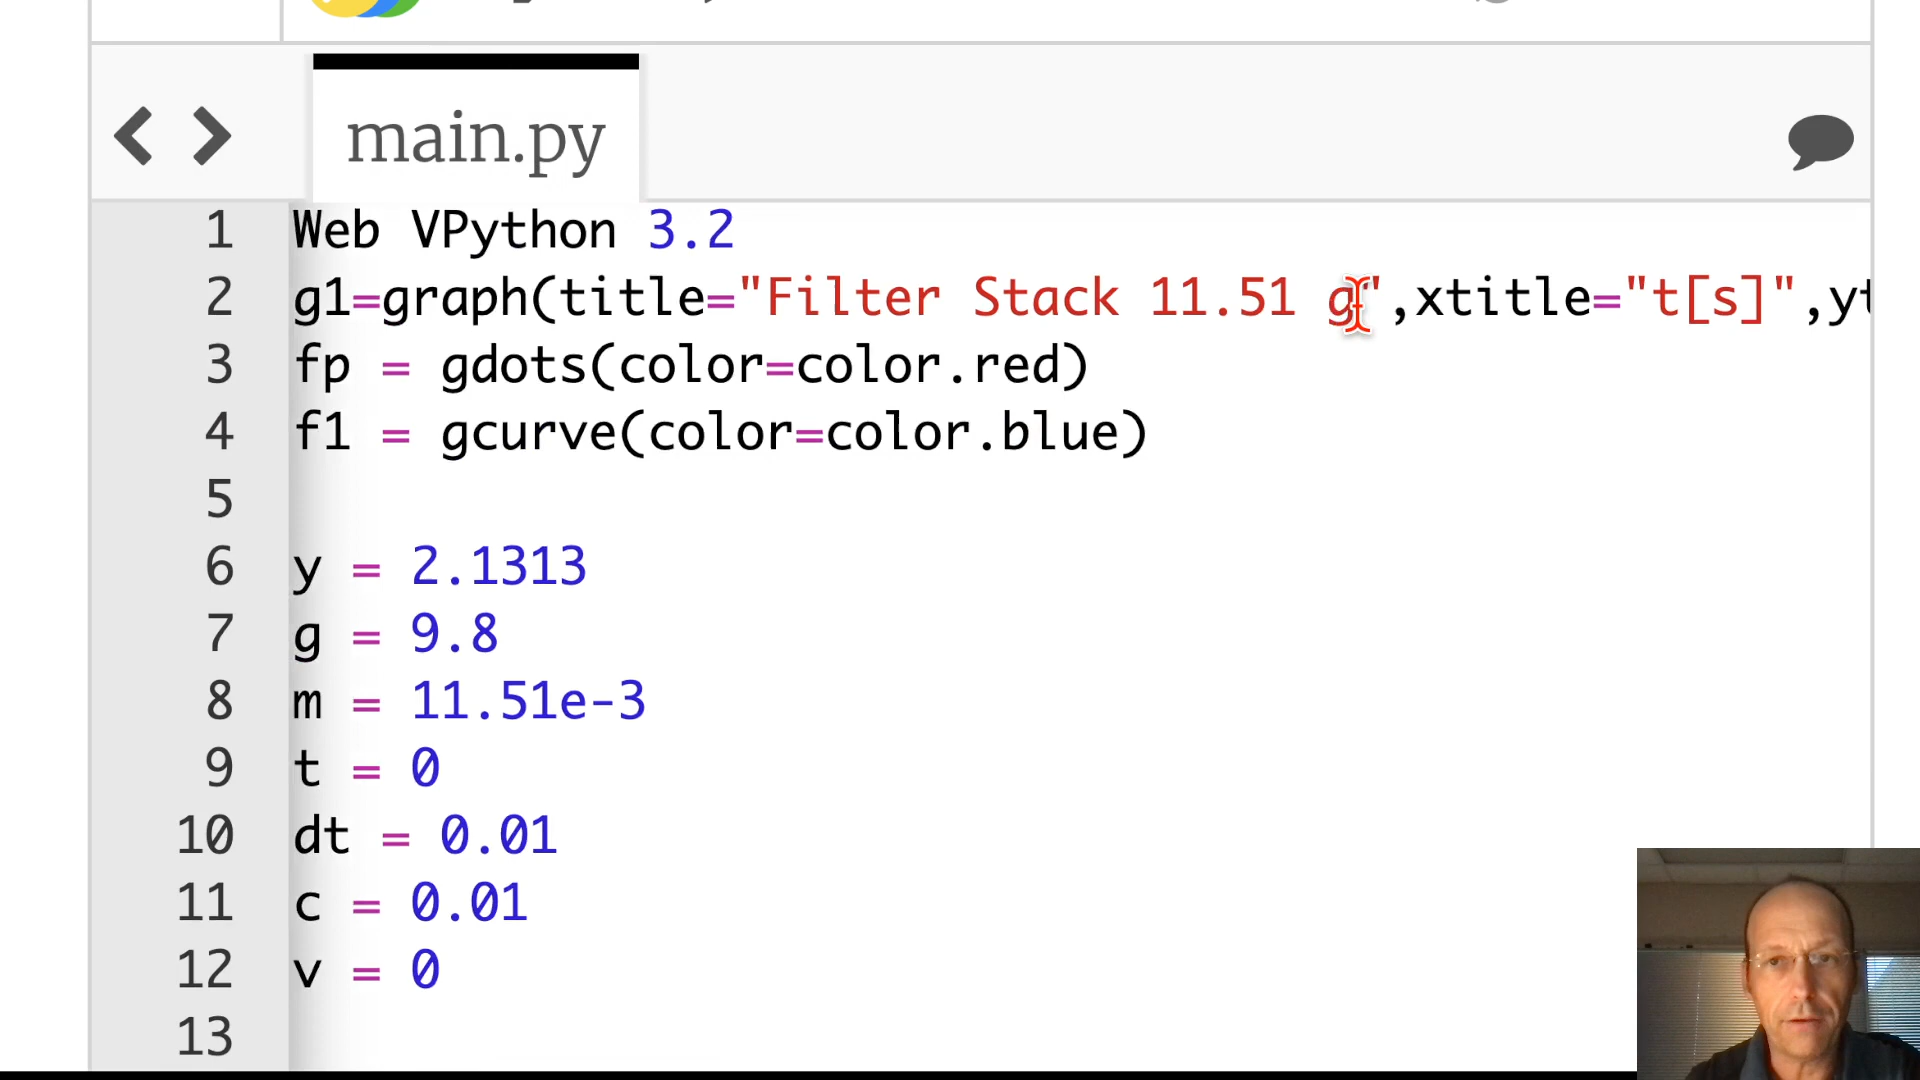 main.py
1 Web VPython 3.2
2 g1=graph(title="Filter Stack 11.51 g",xtitle="t[s]",yt
3 fp = gdots(color=color.red)
4 f1 = gcurve(color=color.blue)
5
6 y = 2.1313
7 g = 9.8
8 m = 11.51e-3
9 t = 0
10 dt = 0.01
11 c = 0.01
12 v = 0
13